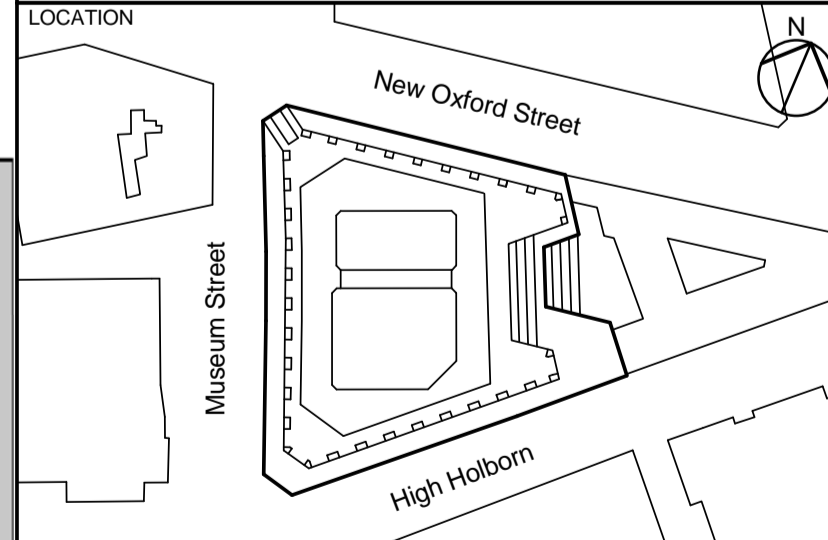 LOCATION
N
New Oxford Street
Museum Street
High Holborn